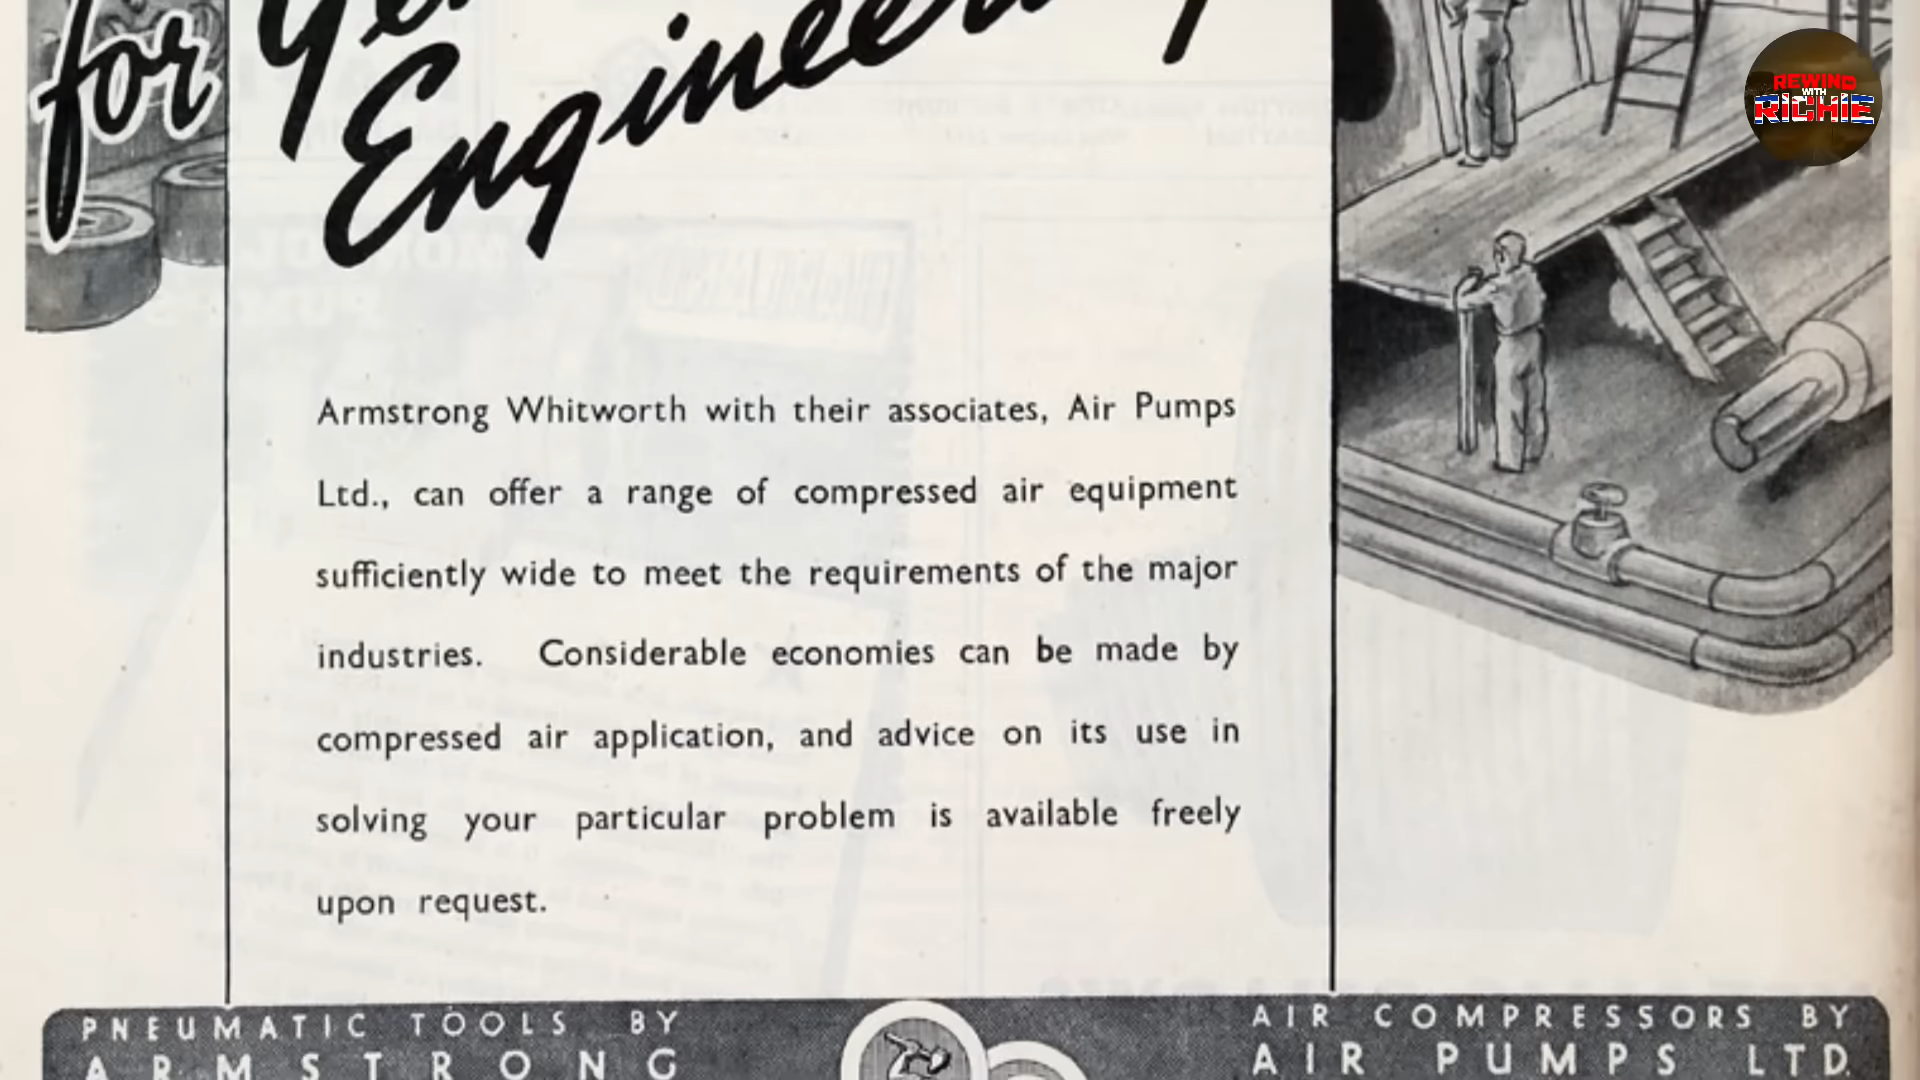 for
Engineering
Armstrong Whitworth with their associates, Air Pumps
Ltd., can offer a range of compressed air equipment
sufficiently wide to meet the requirements of the major
industries. Considerable economies can be made by
compressed air application, and advice on its use in
solving your particular problem is available freely
upon request.
PNEUMATIC TOOLS BY
ARMSTRONG
AIR COMPRESSORS BY
AIR PUMPS LTD.
REWIND
WITH
RICHIE